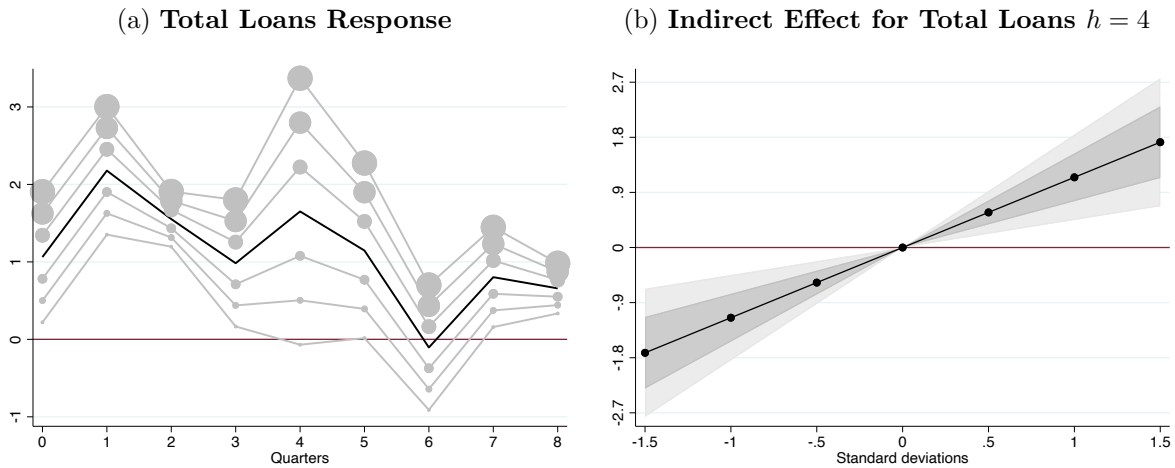 (a) Total Loans Response
3
2
1
0
-1
0 1 2 3 4 5 6 7 8
Quarters
(b) Indirect Effect for Total Loans h = 4
2.7
1.8
.9
0
-.9
-1.8
-2.7
-1.5 -1 -.5 0 .5 1 1.5
Standard deviations